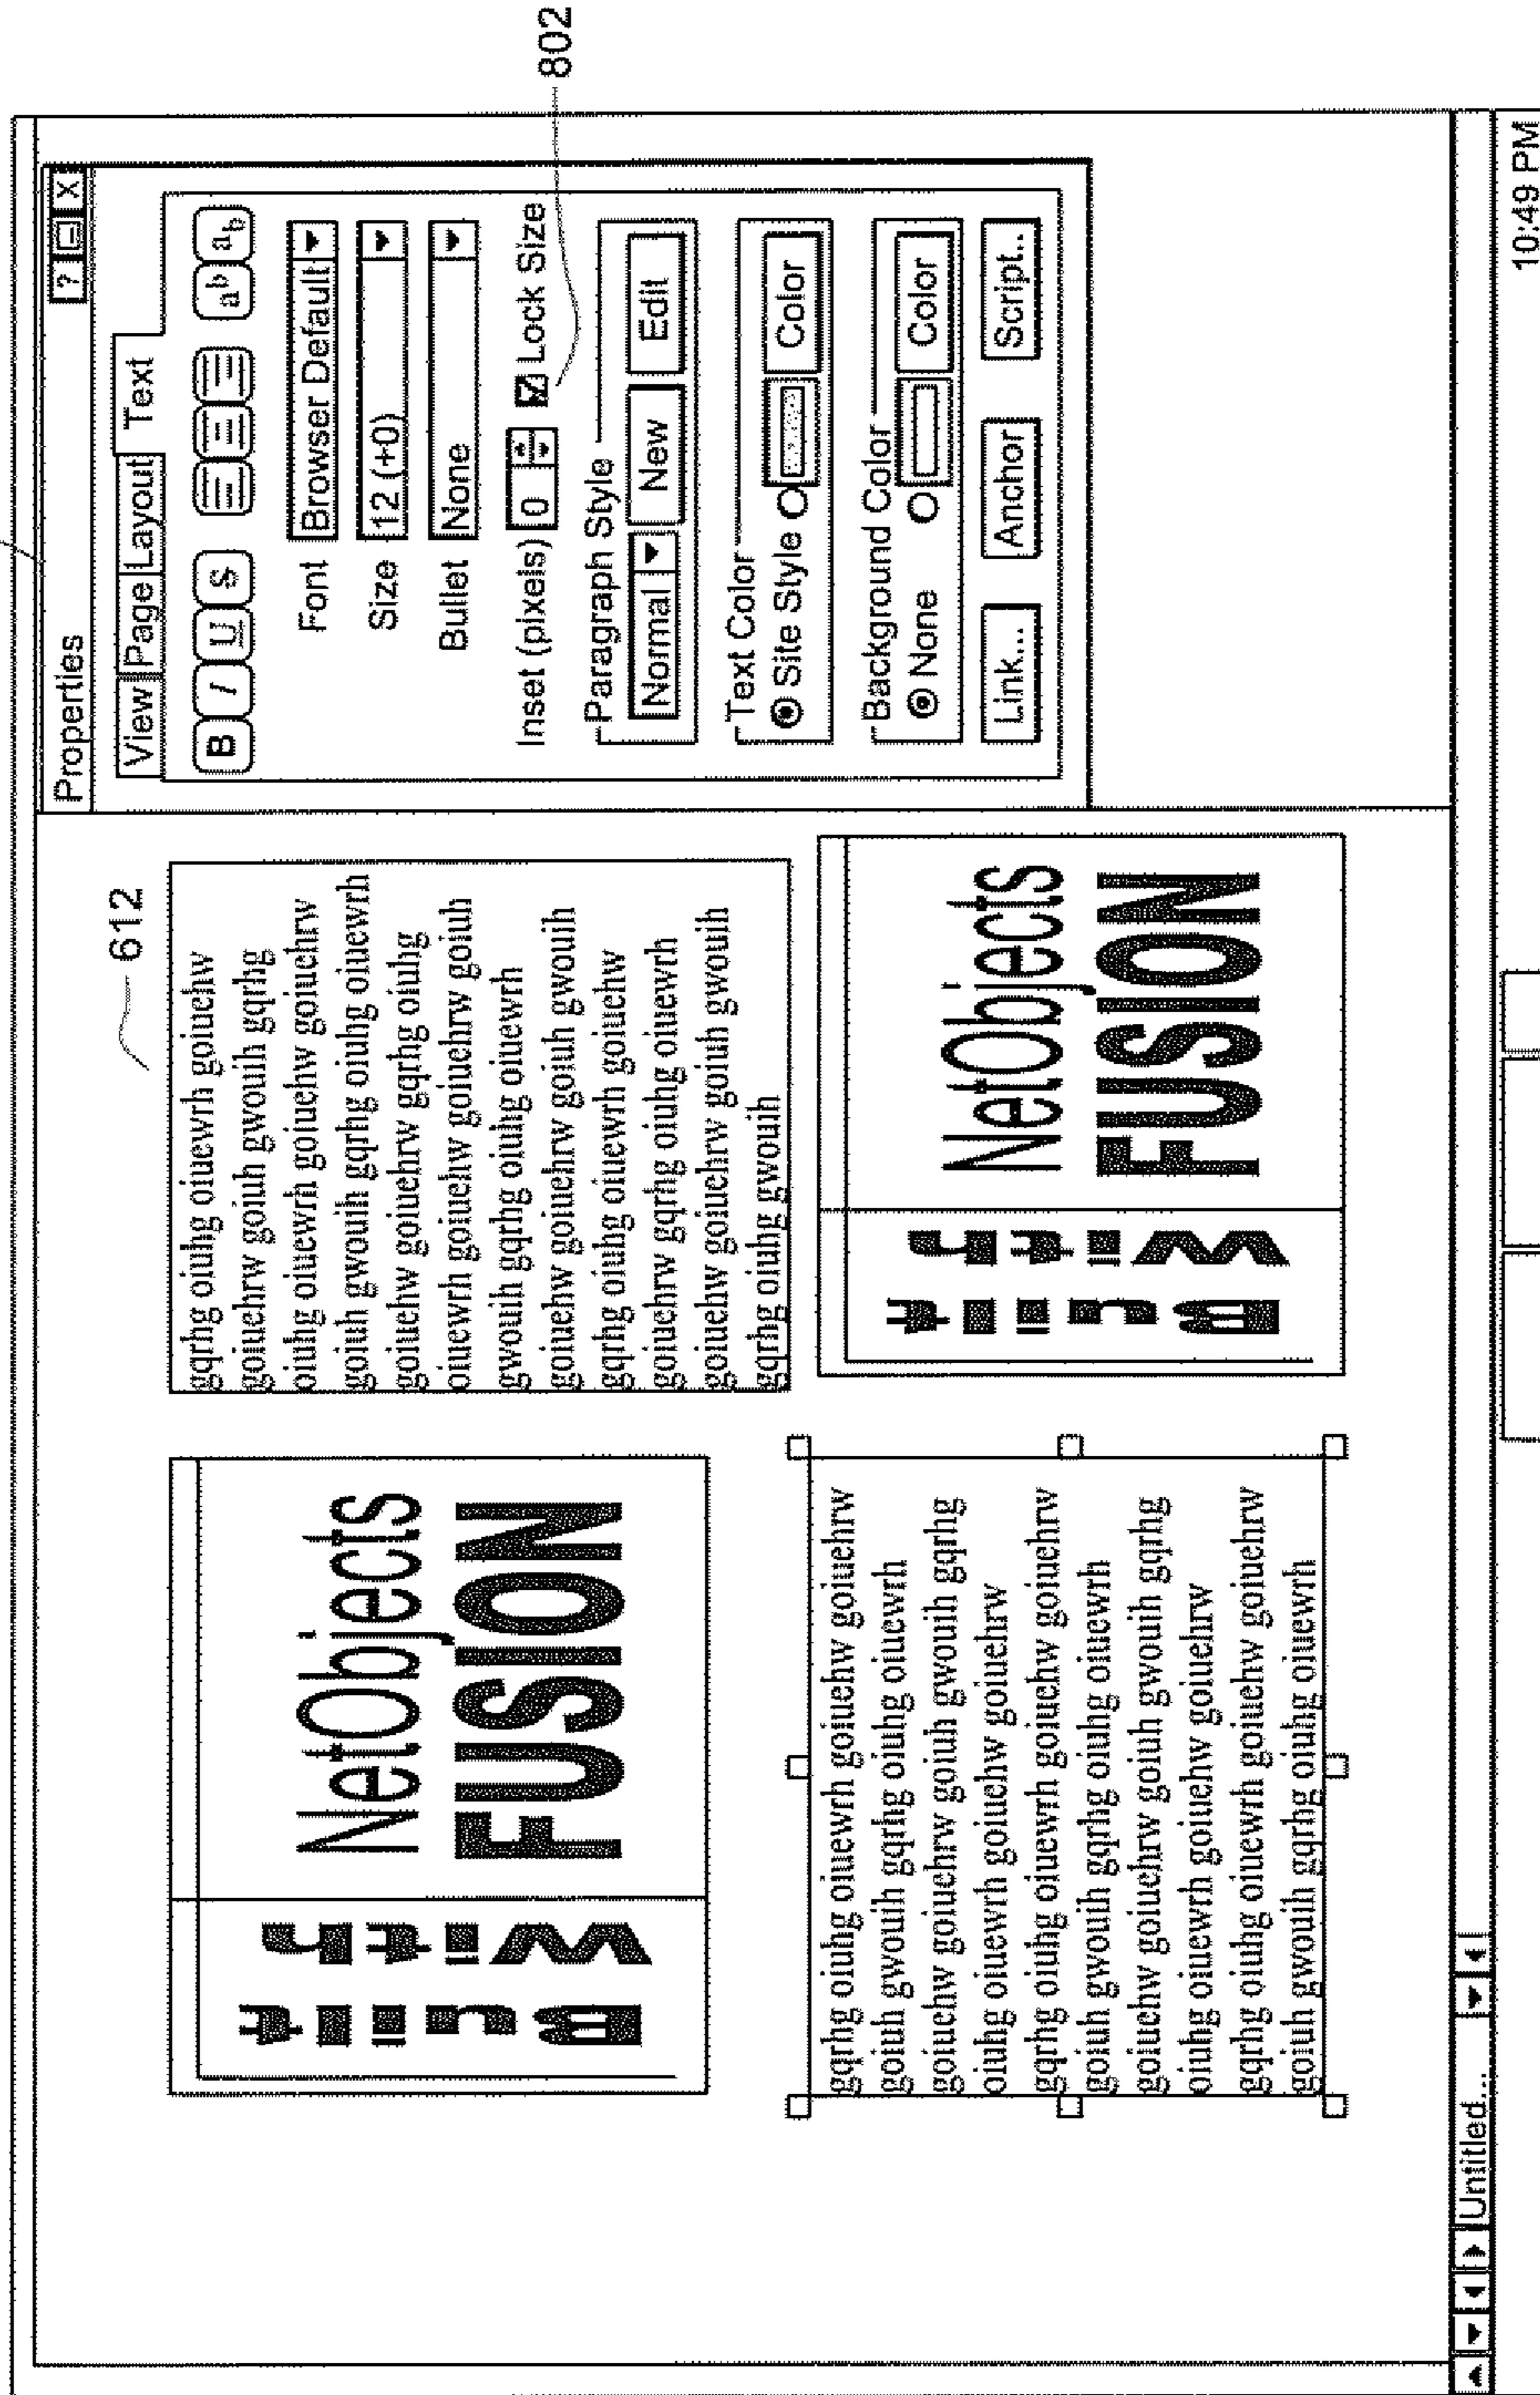 Built
With
NetObjects
FUSION
612
gqrhg oiuhg oiuewrh goiuehw
goiuehrw goiuh gwouih gqrhg
oiuhg oiuewrh goiuehw goiuehrw
goiuh gwouih gqrhg oiuhg oiuewrh
goiuehw goiuehrw gqrhg oiuhg
oiuewrh goiuehw goiuehrw goiuh
gwouih gqrhg oiuhg oiuewrh
goiuehw goiuehrw goiuh gwouih
gqrhg oiuhg oiuewrh goiuehw
goiuehrw gqrhg oiuhg oiuewrh
goiuehw goiuehrw goiuh gwouih
gqrhg oiuhg gwouih
gqrhg oiuhg oiuewrh goiuehw goiuehrw
goiuh gwouih gqrhg oiuhg oiuewrh
goiuehw goiuehrw goiuh gwouih gqrhg
oiuhg oiuewrh goiuehw goiuehrw
gqrhg oiuhg oiuewrh goiuehw goiuehrw
goiuh gwouih gqrhg oiuhg oiuewrh
goiuehw goiuehrw goiuh gwouih gqrhg
oiuhg oiuewrh goiuehw goiuehrw
gqrhg oiuhg oiuewrh goiuehw goiuehrw
goiuh gwouih gqrhg oiuhg oiuewrh
Built
With
NetObjects
FUSION
Properties ? X
View Page Layout Text
B I U S a^b a_b
Font Browser Default
Size 12 (+0)
Bullet None
Inset (pixels) 0 Lock Size
802
Paragraph Style
Normal New Edit
Text Color
Site Style Color
Background Color
None Color
Link... Anchor Script..
Untitled...
10:49 PM